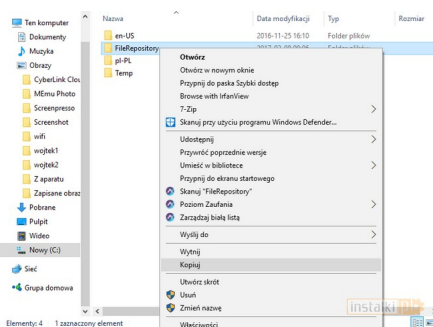 Ten komputer
Dokumenty
Muzyka
Obrazy
CyberLink Clou
MEmu Photo
Screenpresso
Screenshot
wifi
wojtek1
wojtek2
Z aparatu
Zapisane obraz
Pobrane
Pulpit
Wideo
Nowy (C:)
Sieć
Grupa domowa
Nazwa Data modyfikacji Typ Rozmiar
en-US 2016-11-25 16:10 Folder plików
FileRepository Folder plików
pl-PL
Temp
Otwórz
Otwórz w nowym oknie
Przypnij do paska Szybki dostęp
Browse with IrfanView
7-Zip
Skanuj przy użyciu programu Windows Defender...
Udostępnij
Przywróć poprzednie wersje
Umieść w bibliotece
Przypnij do ekranu startowego
Skanuj "FileRepository"
Poziom Zaufania
Zarządzaj białą listą
Wyślij do
Wytnij
Kopiuj
Utwórz skrót
Usuń
Zmień nazwę
Właściwości
Elementy: 4 1 zaznaczony element
instalki.pl